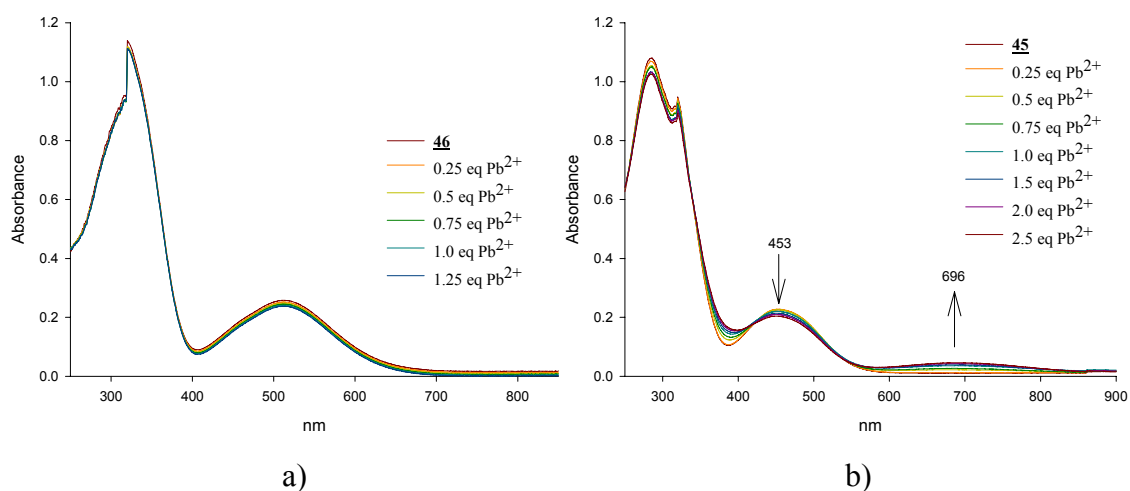 1.2
1.0
0.8
0.6
0.4
0.2
0.0
Absorbance
300 400 500 600 700 800
nm
46
0.25 eq Pb2+
0.5 eq Pb2+
0.75 eq Pb2+
1.0 eq Pb2+
1.25 eq Pb2+
a)
1.2
1.0
0.8
0.6
0.4
0.2
0.0
Absorbance
300 400 500 600 700 800 900
nm
453
696
45
0.25 eq Pb2+
0.5 eq Pb2+
0.75 eq Pb2+
1.0 eq Pb2+
1.5 eq Pb2+
2.0 eq Pb2+
2.5 eq Pb2+
b)